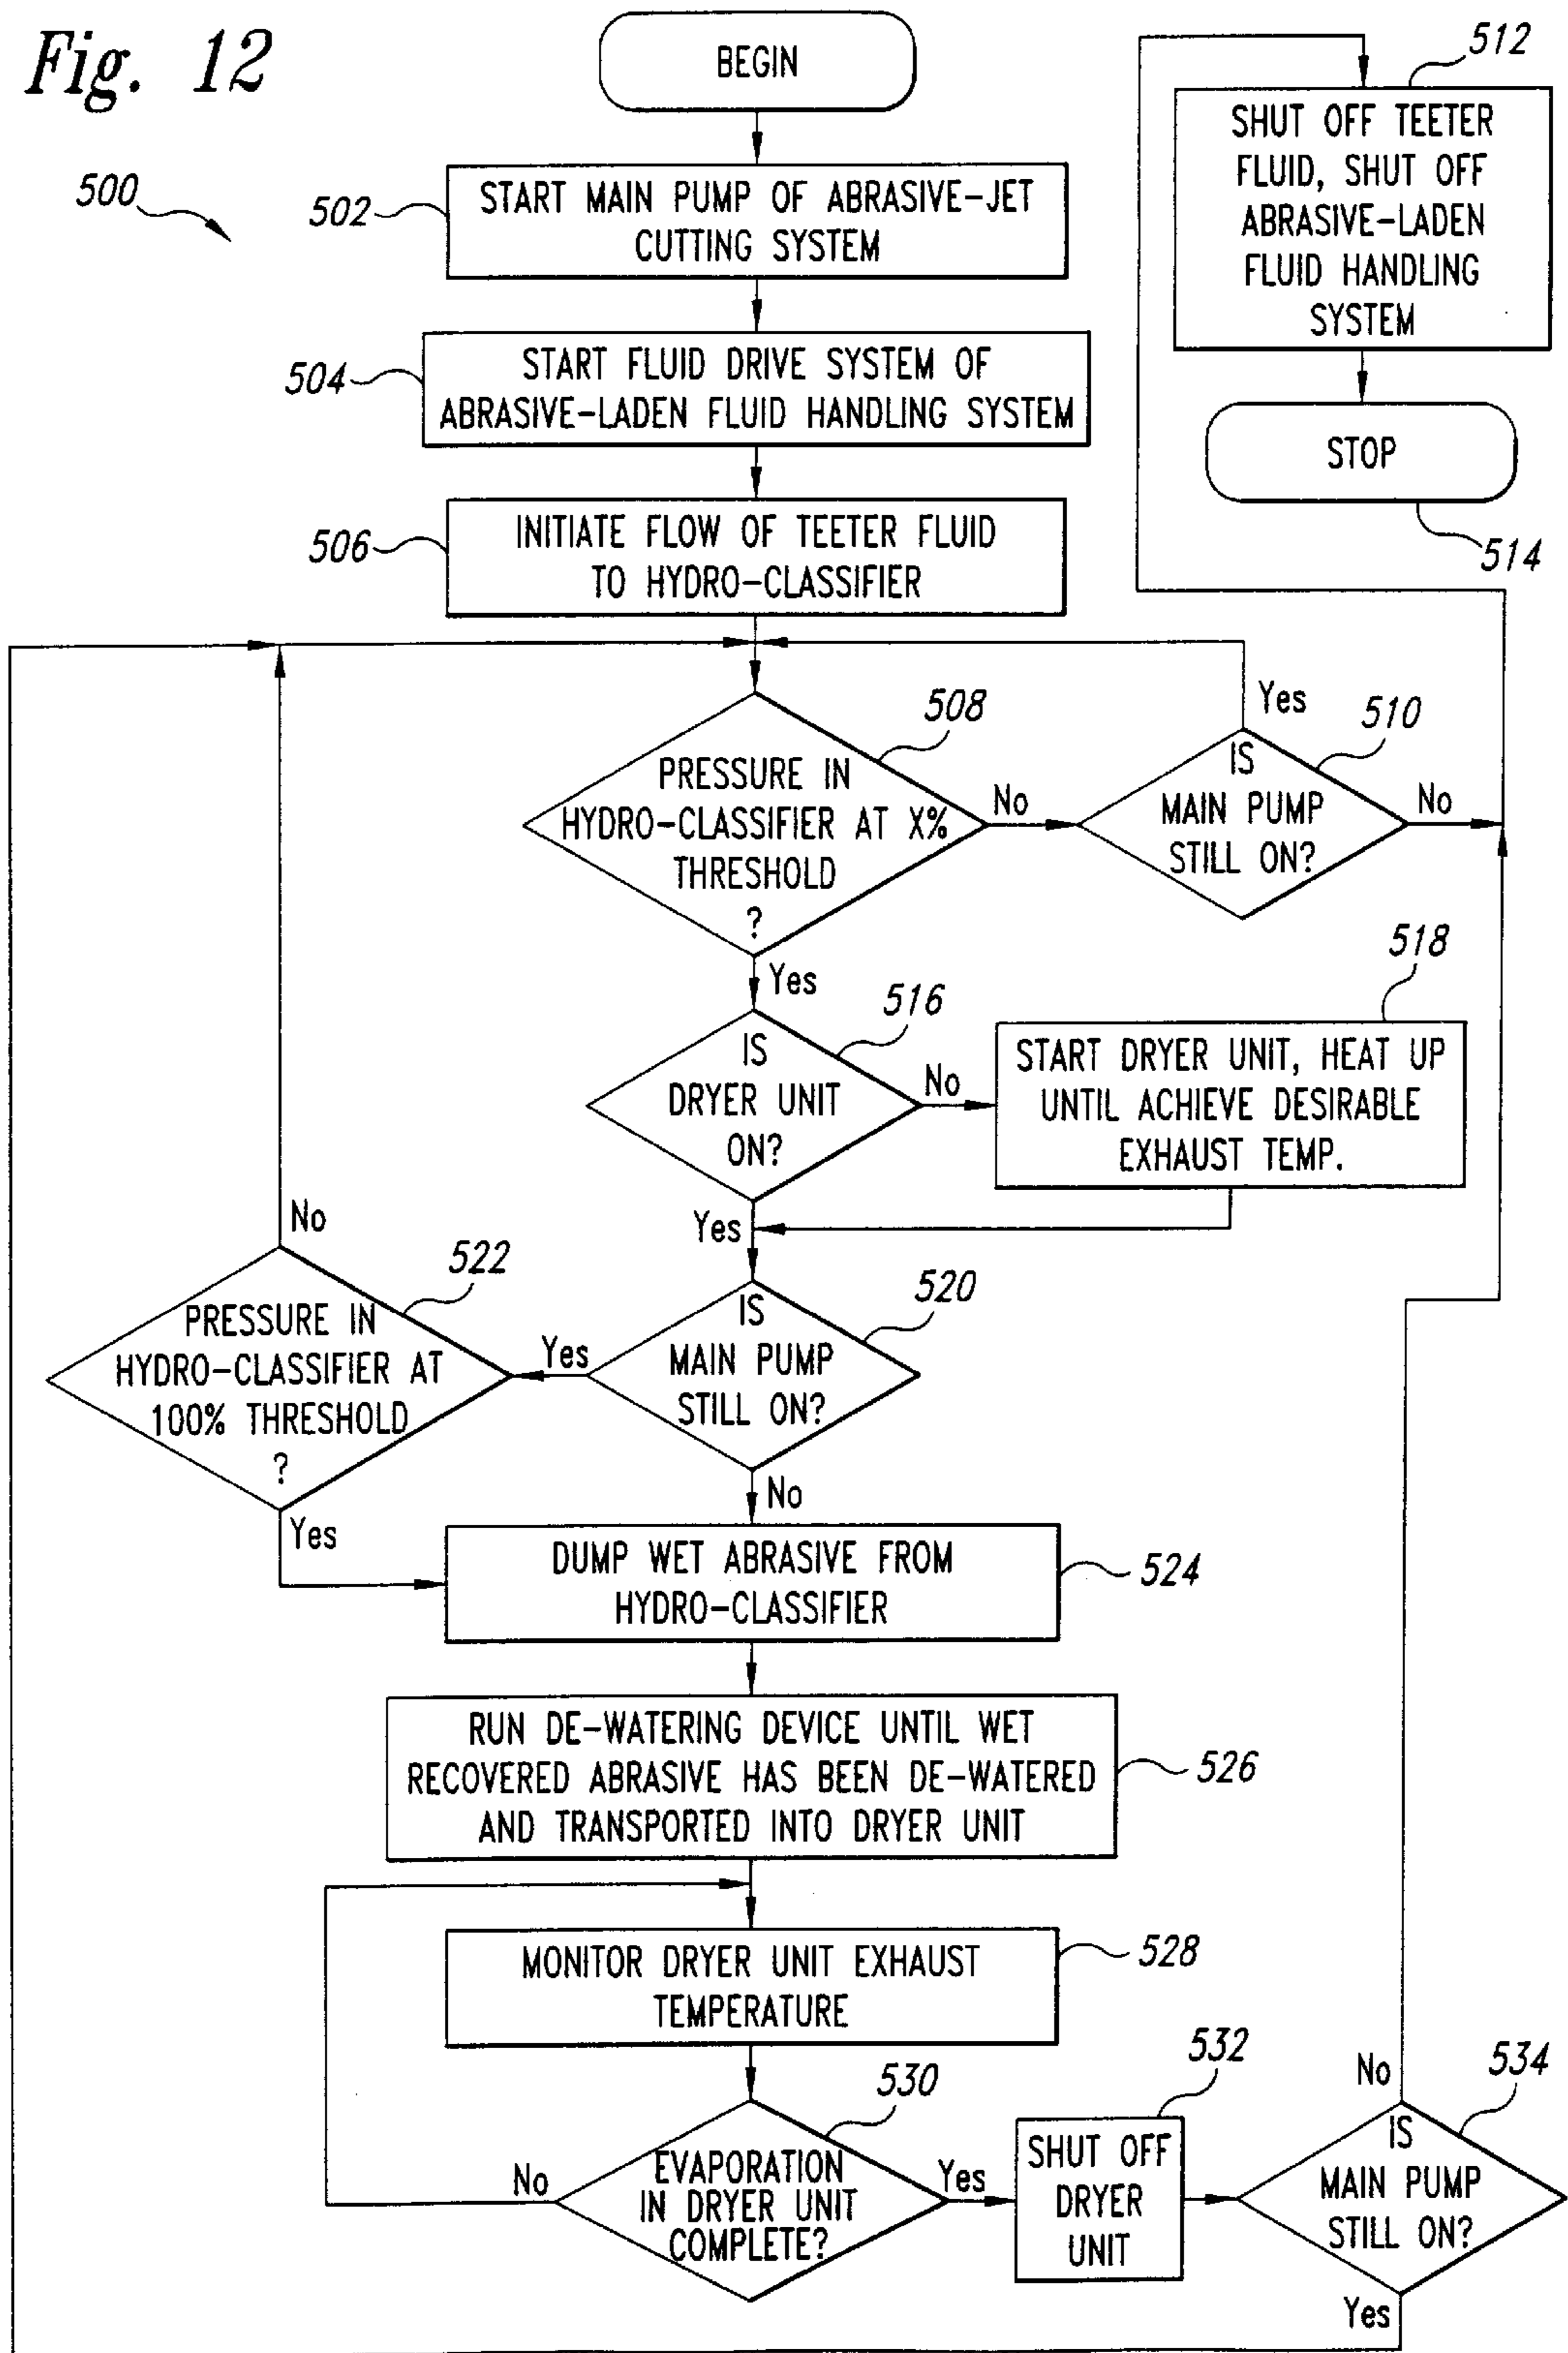 Fig. 12
BEGIN
500
502
START MAIN PUMP OF ABRASIVE-JET
CUTTING SYSTEM
504
START FLUID DRIVE SYSTEM OF
ABRASIVE-LADEN FLUID HANDLING SYSTEM
506
INITIATE FLOW OF TEETER FLUID
TO HYDRO-CLASSIFIER
512
SHUT OFF TEETER
FLUID, SHUT OFF
ABRASIVE-LADEN
FLUID HANDLING
SYSTEM
STOP
514
508
PRESSURE IN
HYDRO-CLASSIFIER AT X%
THRESHOLD
?
No
Yes
510
IS
MAIN PUMP
STILL ON?
Yes
No
516
IS
DRYER UNIT
ON?
No
Yes
518
START DRYER UNIT, HEAT UP
UNTIL ACHIEVE DESIRABLE
EXHAUST TEMP.
520
IS
MAIN PUMP
STILL ON?
Yes
No
522
PRESSURE IN
HYDRO-CLASSIFIER AT
100% THRESHOLD
?
No
Yes
DUMP WET ABRASIVE FROM
HYDRO-CLASSIFIER
524
RUN DE-WATERING DEVICE UNTIL WET
RECOVERED ABRASIVE HAS BEEN DE-WATERED
AND TRANSPORTED INTO DRYER UNIT
526
MONITOR DRYER UNIT EXHAUST
TEMPERATURE
528
530
EVAPORATION
IN DRYER UNIT
COMPLETE?
No
Yes
532
SHUT OFF
DRYER
UNIT
534
IS
MAIN PUMP
STILL ON?
No
Yes